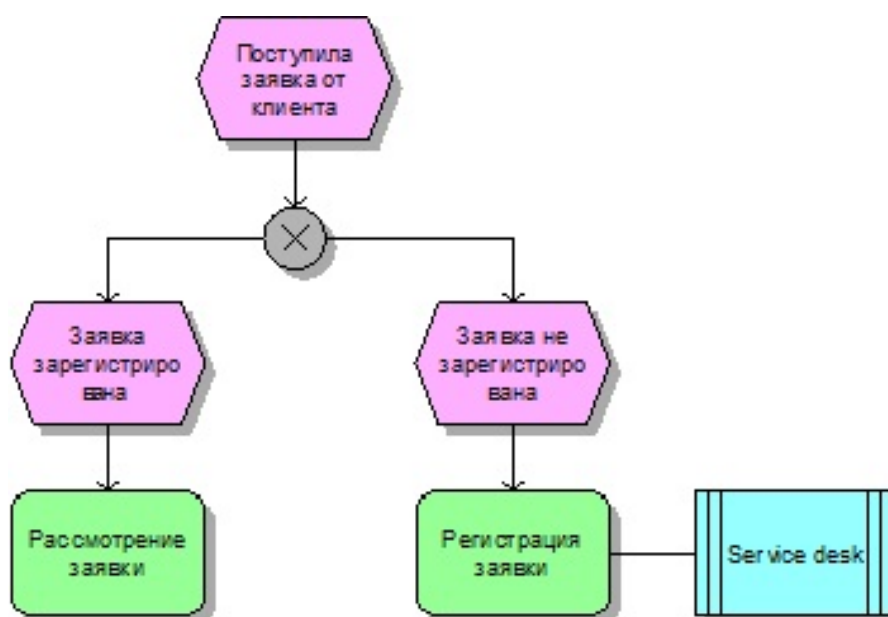 Поступила
заявка от
клиента
Заявка
зарегистриро
вана
Заявка не
зарегистриро
вана
Рассмотрение
заявки
Регистрация
заявки
Service desk